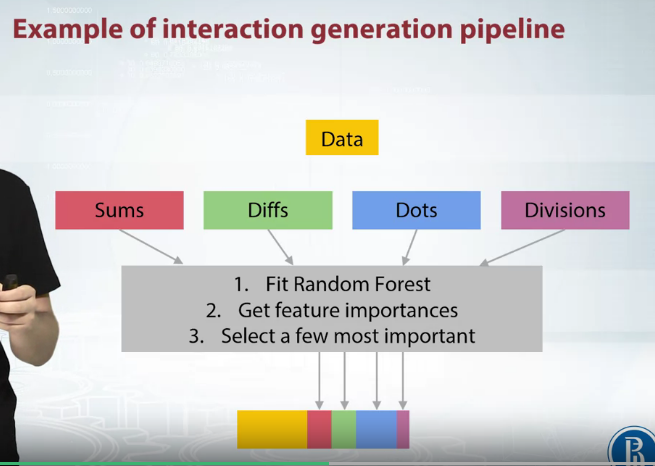 Example of interaction generation pipeline
Data
Sums
Diffs
Dots
Divisions
1. Fit Random Forest
2. Get feature importances
3. Select a few most important